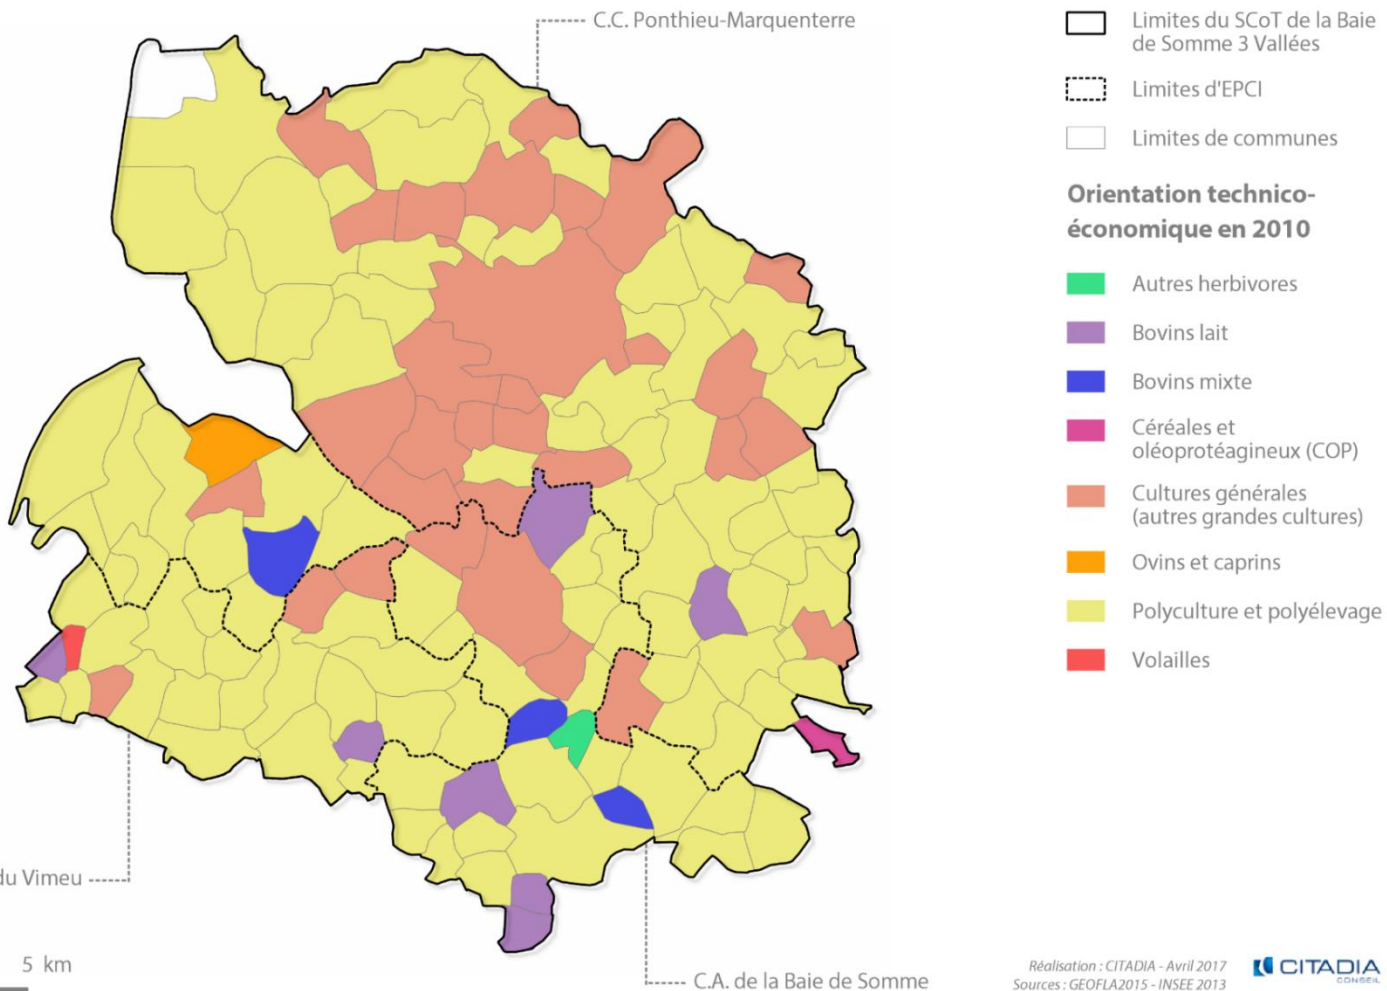 C.C. Ponthieu-Marquenterre
Limites du SCoT de la Baie
de Somme 3 Vallées
Limites d'EPCI
Limites de communes
Orientation technico-
économique en 2010
Autres herbivores
Bovins lait
Bovins mixte
Céréales et
oléoprotéagineux (COP)
Cultures générales
(autres grandes cultures)
Ovins et caprins
Polyculture et polyélevage
Volailles
du Vimeu
5 km
C.A. de la Baie de Somme
Réalisation : CITADIA - Avril 2017
Sources : GEOFLA2015 - INSEE 2013
CITADIA
CONSEIL